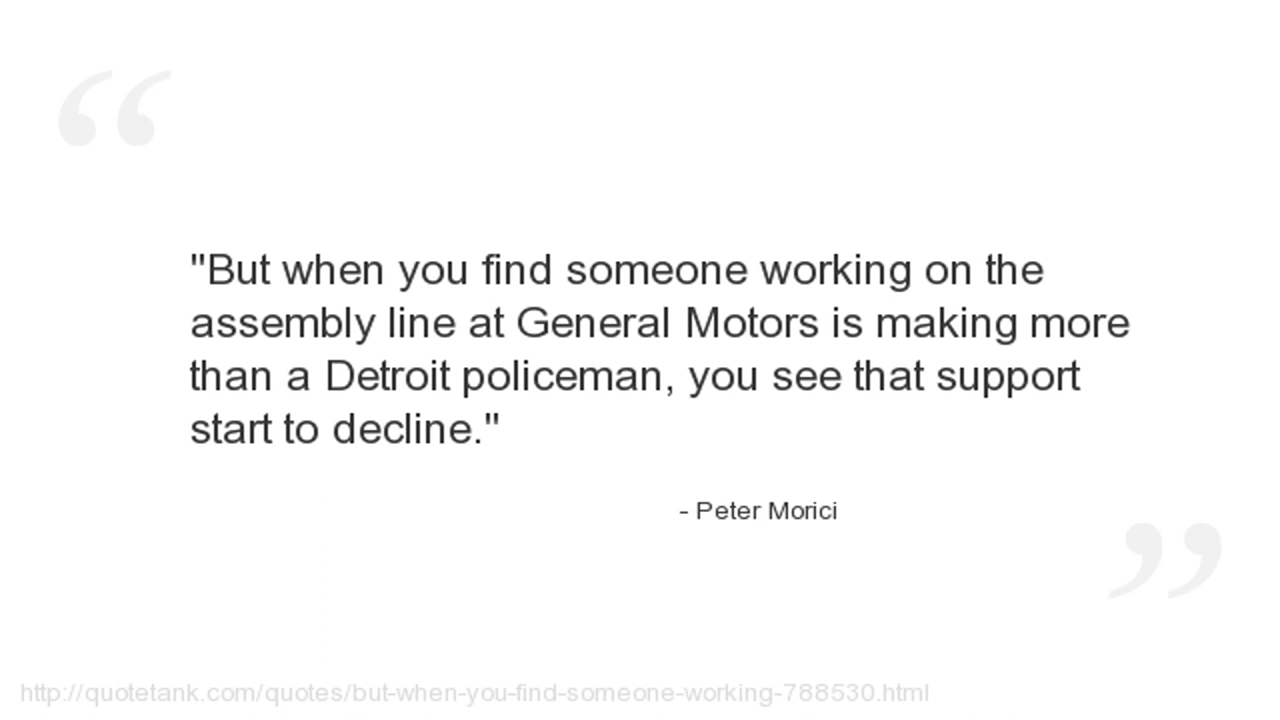 "But when you find someone working on the
assembly line at General Motors is making more
than a Detroit policeman, you see that support
start to decline."
- Peter Morici
http://quotetank.com/quotes/but-when-you-find-someone-working-788530.html